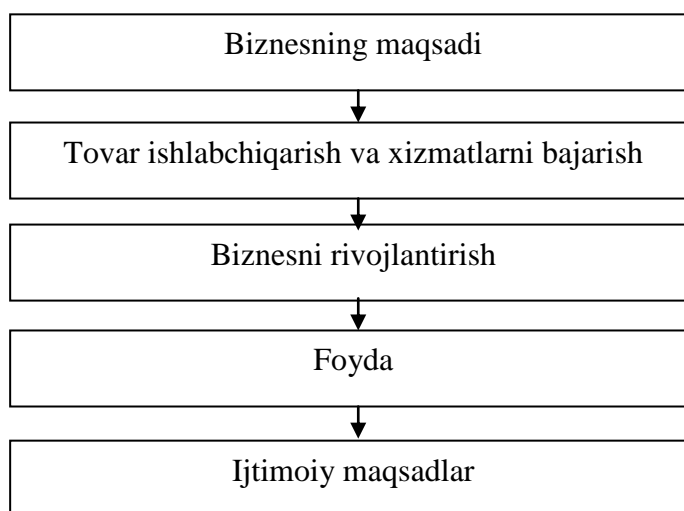 Biznesning maqsadi
Tovar ishlabchiqarish va xizmatlarni bajarish
Biznesni rivojlantirish
Foyda
Ijtimoiy maqsadlar